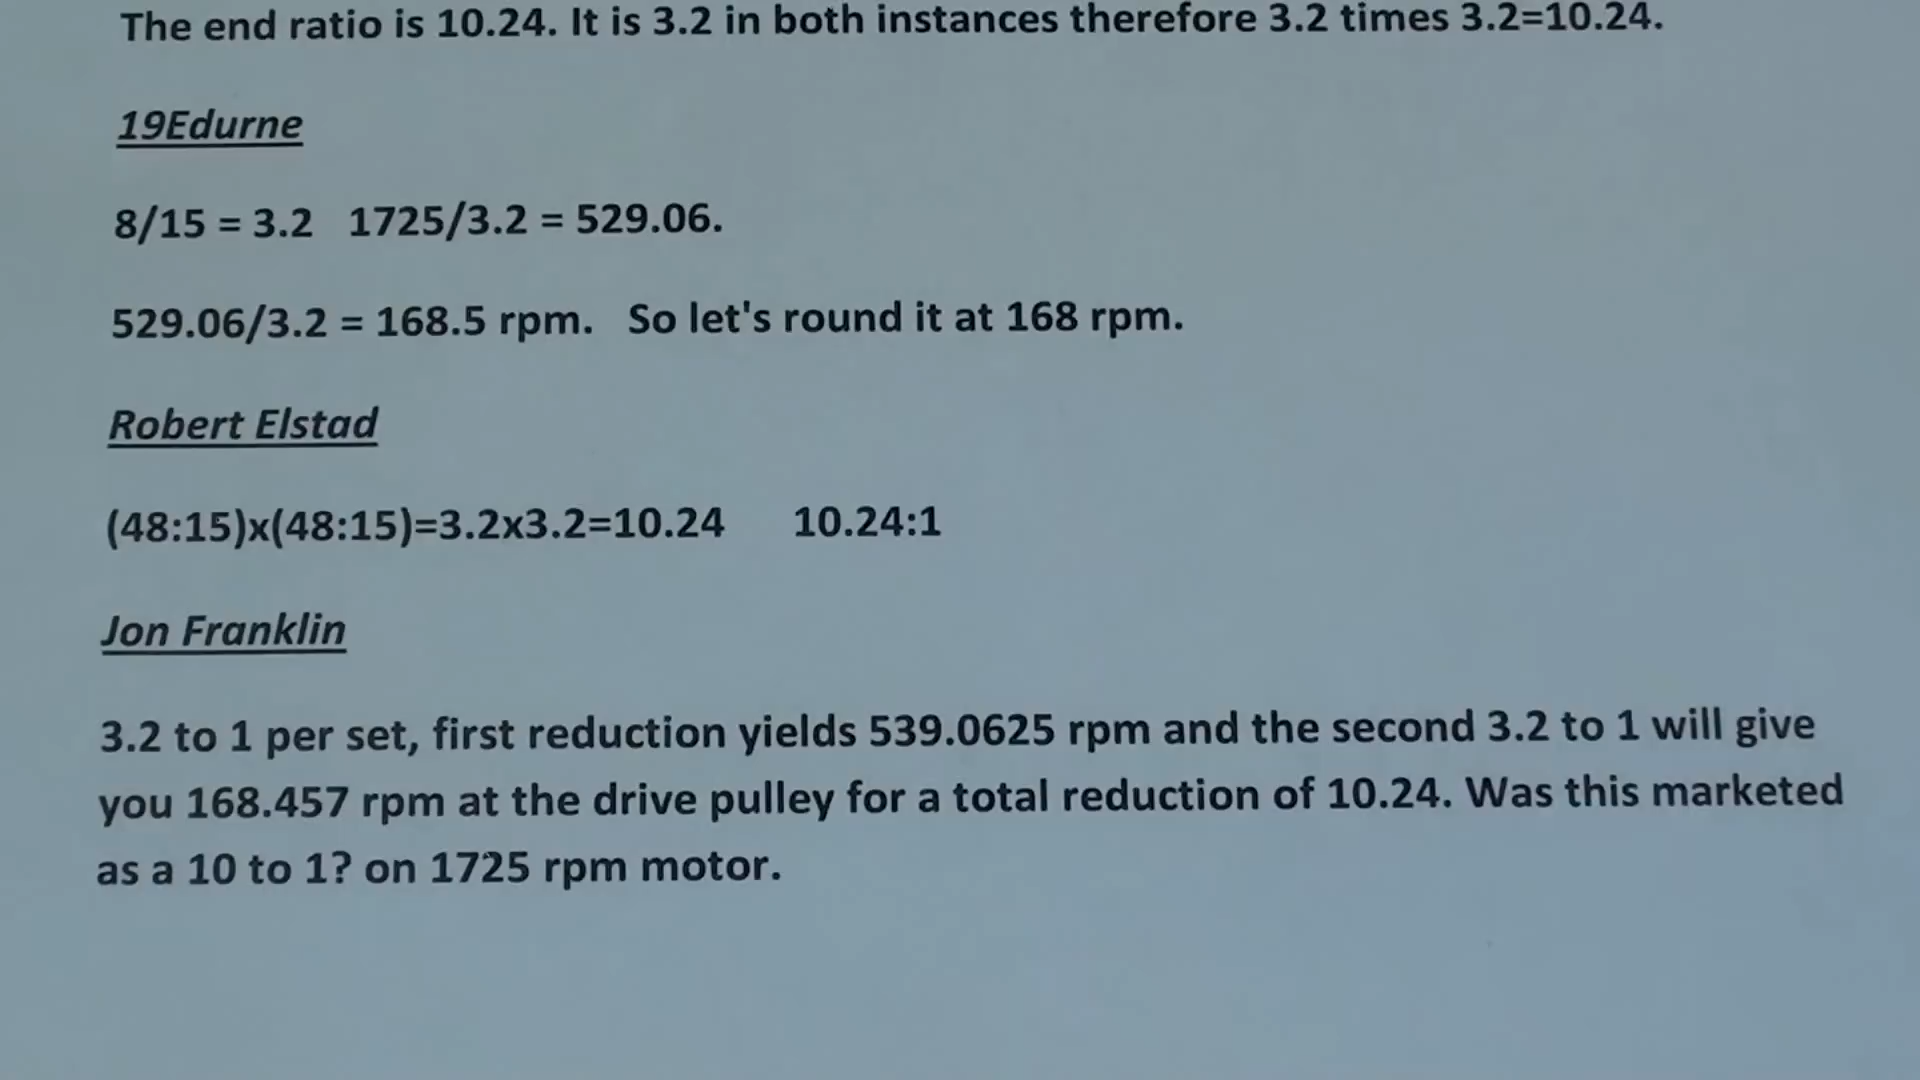 The end ratio is 10.24. It is 3.2 in both instances therefore 3.2 times 3.2=10.24.
19Edurne
8/15 = 3.2 1725/3.2 = 529.06.
529.06/3.2 = 168.5 rpm. So let's round it at 168 rpm.
Robert Elstad
(48:15)x(48:15)=3.2x3.2=10.24 10.24:1
Jon Franklin
3.2 to 1 per set, first reduction yields 539.0625 rpm and the second 3.2 to 1 will give
you 168.457 rpm at the drive pulley for a total reduction of 10.24. Was this marketed
as a 10 to 1? on 1725 rpm motor.